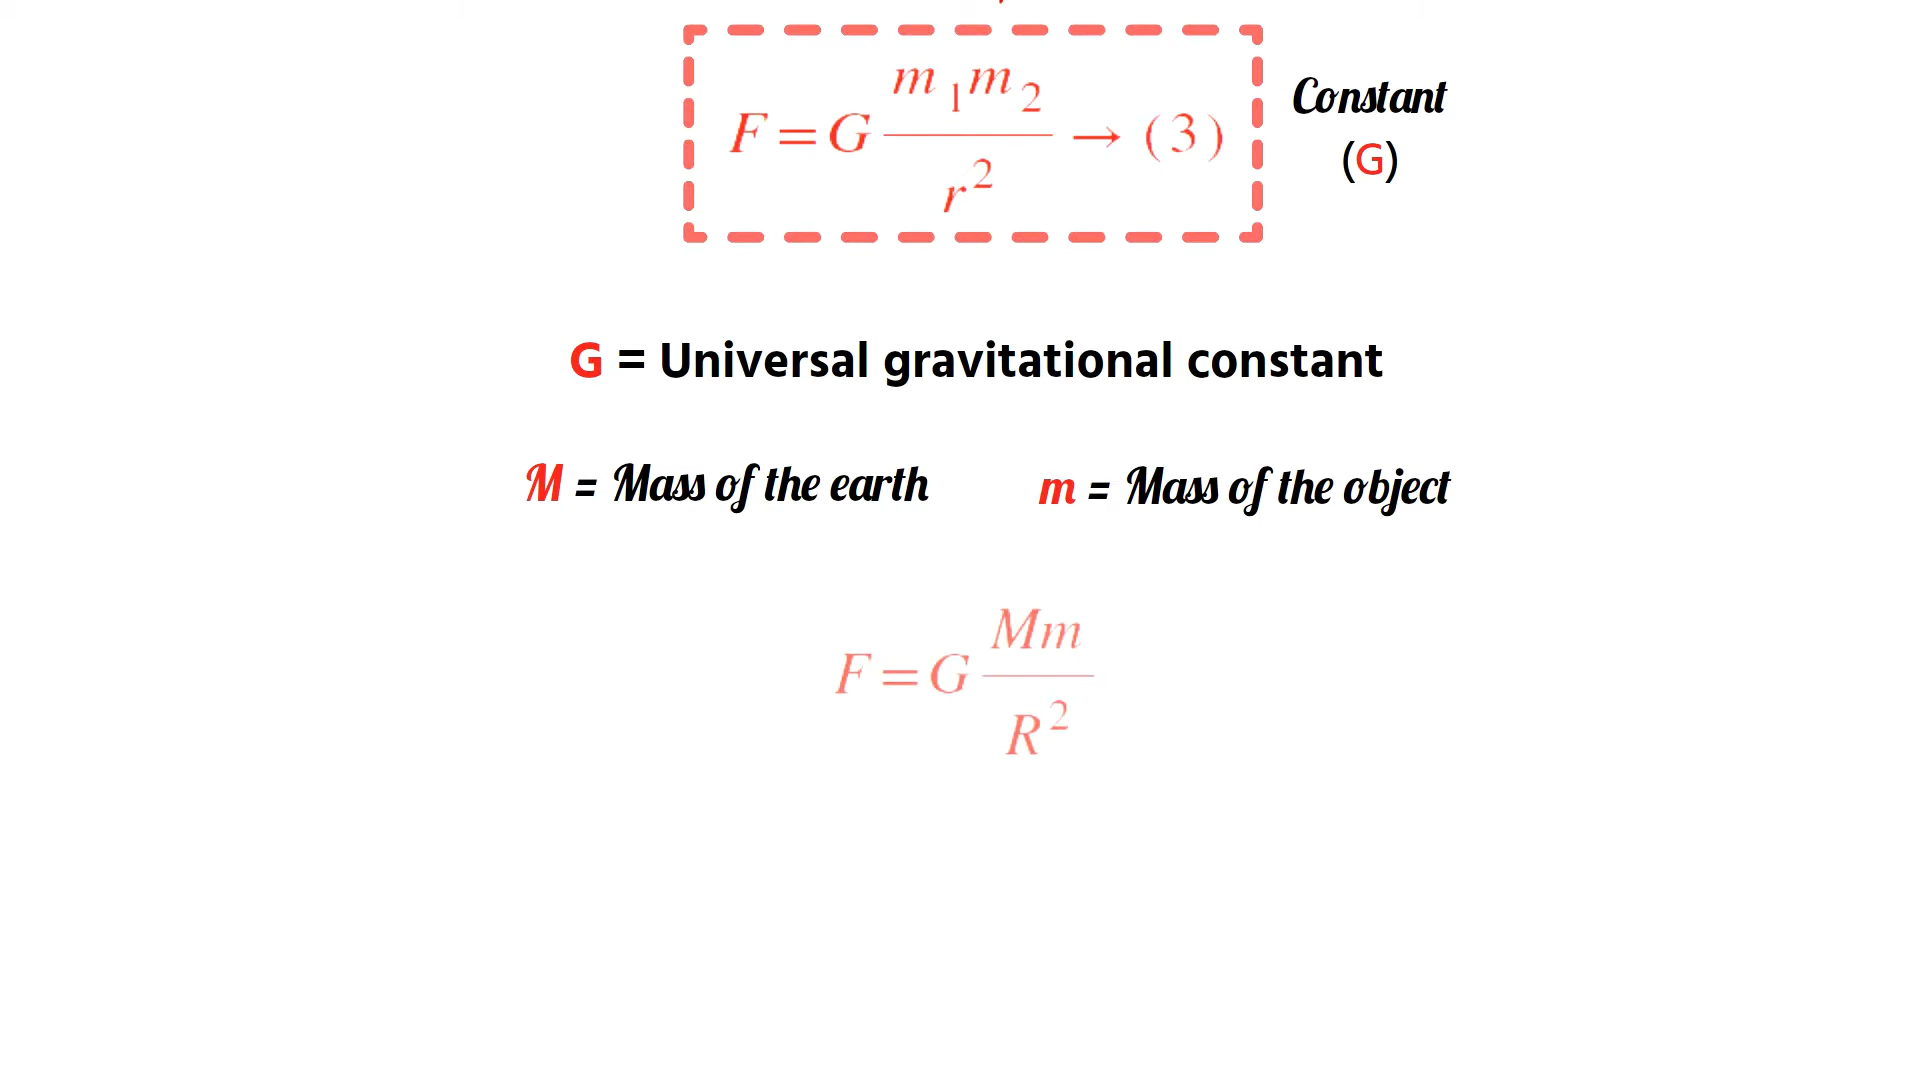 F = G m₁m₂ / r² → (3)
Constant
(G)
G = Universal gravitational constant
M = Mass of the earth
m = Mass of the object
F = G Mm / R²